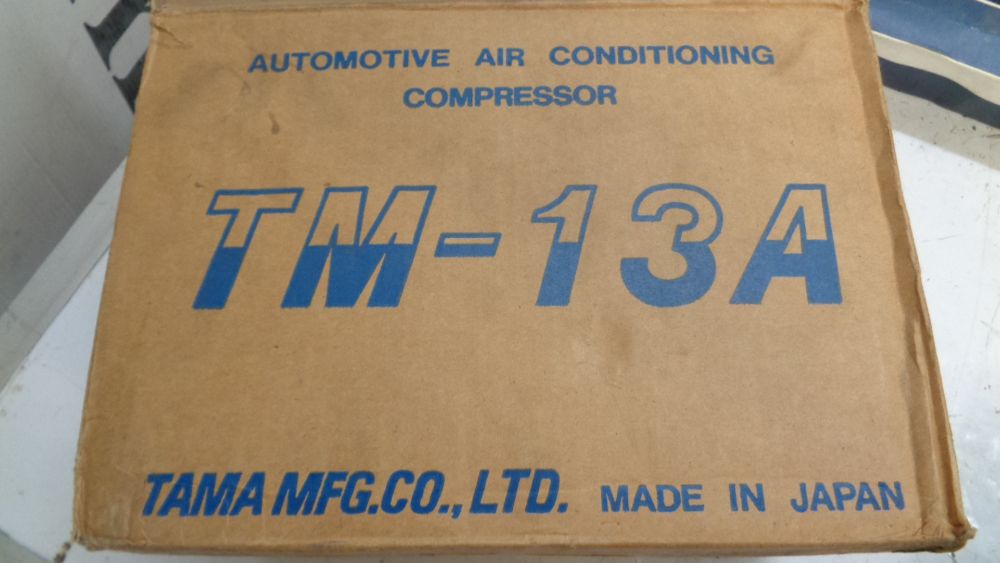 AUTOMOTIVE AIR CONDITIONING
COMPRESSOR
TM-13A
TAMA MFG.CO., LTD. MADE IN JAPAN